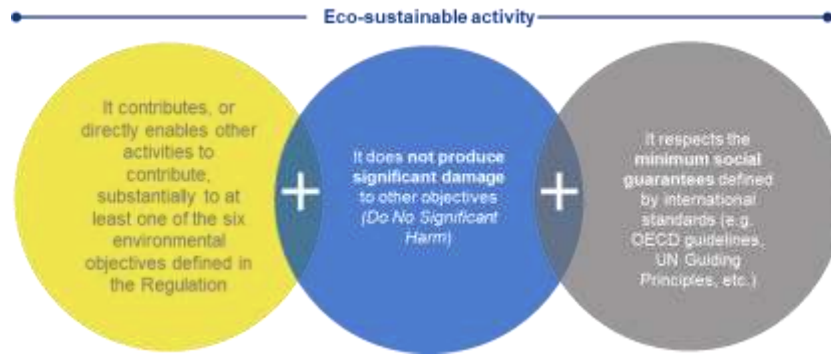 Eco-sustainable activity
It contributes, or
directly enables other
activities to
contribute,
substantially to at
least one of the six
environmental
objectives defined in
the Regulation
+
It does not produce
significant damage
to other objectives
(Do No Significant
Harm)
+
It respects the
minimum social
guarantees defined
by international
standards (e.g.
OECD guidelines,
UN Guiding
Principles, etc.)